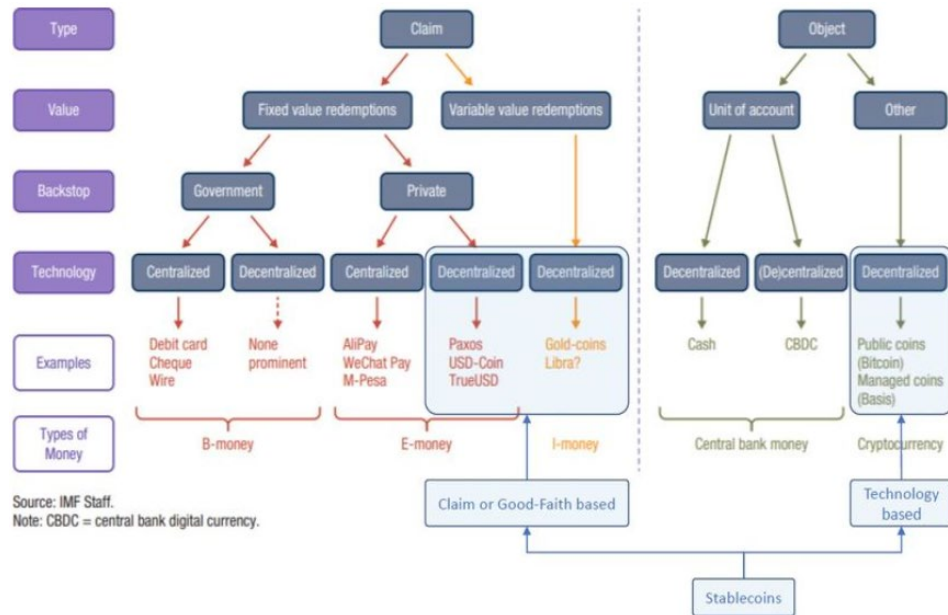 Type
Claim
Object
Value
Fixed value redemptions
Variable value redemptions
Unit of account
Other
Backstop
Government
Private
Technology
Centralized
Decentralized
Centralized
Decentralized
Decentralized
Decentralized
(De)centralized
Decentralized
Examples
Debit card
Cheque
Wire
None
prominent
AliPay
WeChat Pay
M-Pesa
Paxos
USD-Coin
TrueUSD
Gold-coins
Libra?
Cash
CBDC
Public coins
(Bitcoin)
Managed coins
(Basis)
Types of
Money
B-money
E-money
I-money
Central bank money
Cryptocurrency
Source: IMF Staff.
Note: CBDC = central bank digital currency.
Claim or Good-Faith based
Technology
based
Stablecoins